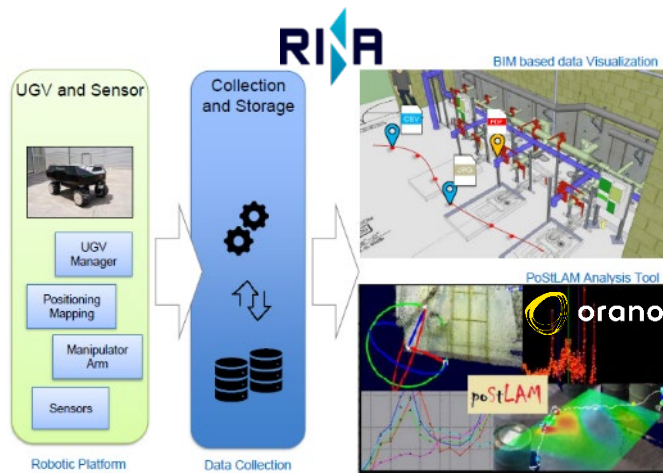 RINA
BIM based data Visualization
UGV and Sensor
Collection
and Storage
CSV
PDF
JPG
UGV
Manager
Positioning
Mapping
Manipulator
Arm
Sensors
PoStLAM Analysis Tool
orano
poStLAM
Robotic Platform
Data Collection